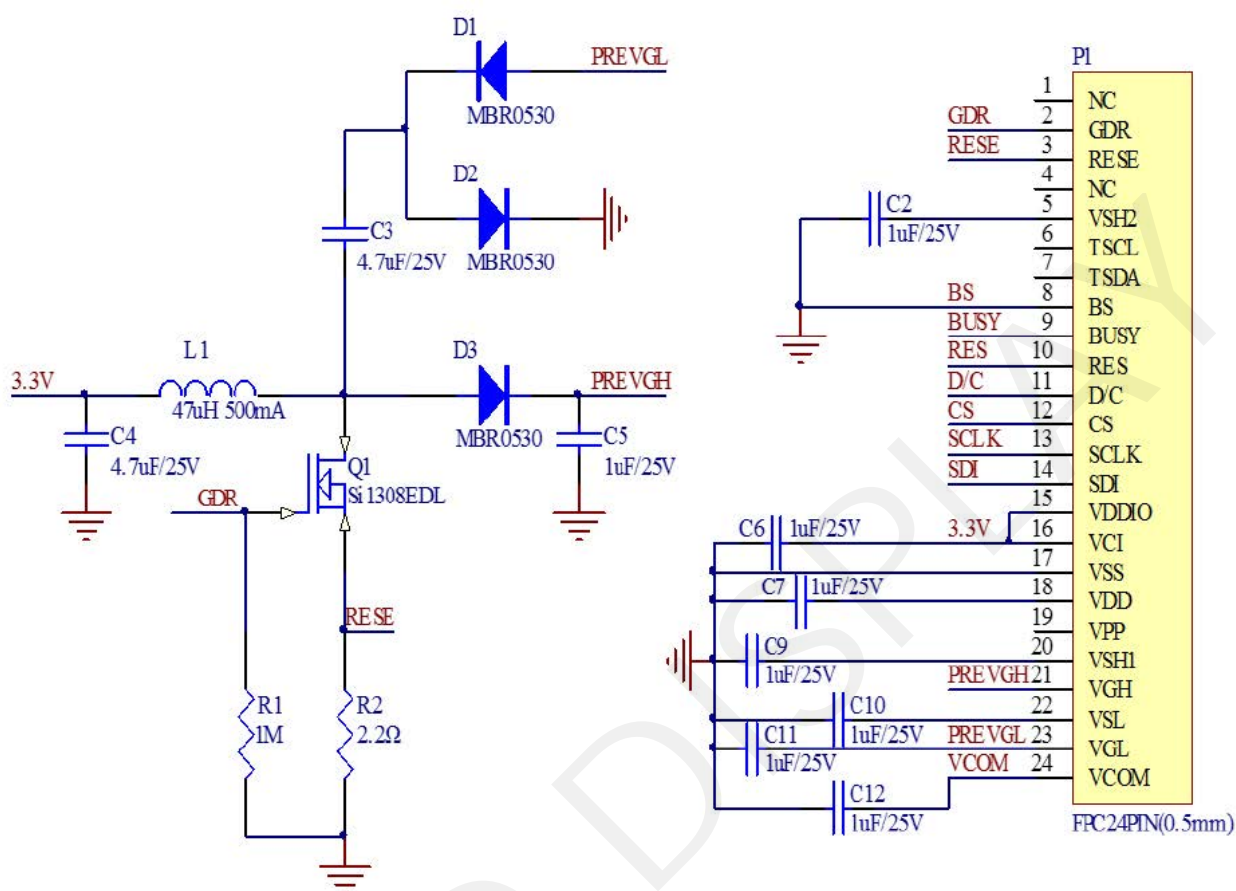 D1
PREVGL
MBR0530
D2
MBR0530
C3
4.7uF/25V
L1
3.3V
47uH 500mA
C4
4.7uF/25V
D3
PREVGH
MBR0530
C5
1uF/25V
Q1
Si1308EDL
GDR
RESE
R1
1M
R2
2.2Ω
P1
1 NC
GDR 2 GDR
RESE 3 RESE
4 NC
C2
1uF/25V
5 VSH2
6 TSCL
7 TSDA
BS 8 BS
BUSY 9 BUSY
RES 10 RES
D/C 11 D/C
CS 12 CS
SCLK 13 SCLK
SDI 14 SDI
15 VDDIO
C6 1uF/25V 3.3V 16 VCI
17 VSS
C7 1uF/25V 18 VDD
19 VPP
C9
1uF/25V
20 VSH1
PREVGH 21 VGH
C10
1uF/25V
22 VSL
C11
1uF/25V
PREVGL 23 VGL
VCOM 24 VCOM
C12
1uF/25V
FPC24PIN(0.5mm)
DISPLAY